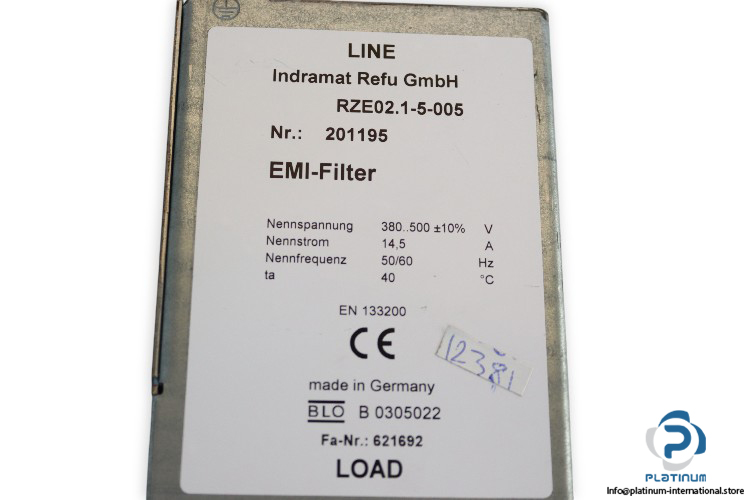 LINE
Indramat Refu GmbH
RZE02.1-5-005
Nr.: 201195
EMI-Filter
Nennspannung 380..500 ±10% V
Nennstrom 14,5 A
Nennfrequenz 50/60 Hz
ta 40 °C
EN 133200
CE
12381
made in Germany
BLO B 0305022
Fa-Nr.: 621692
LOAD
PLATINUM
Info@platinum-international.store